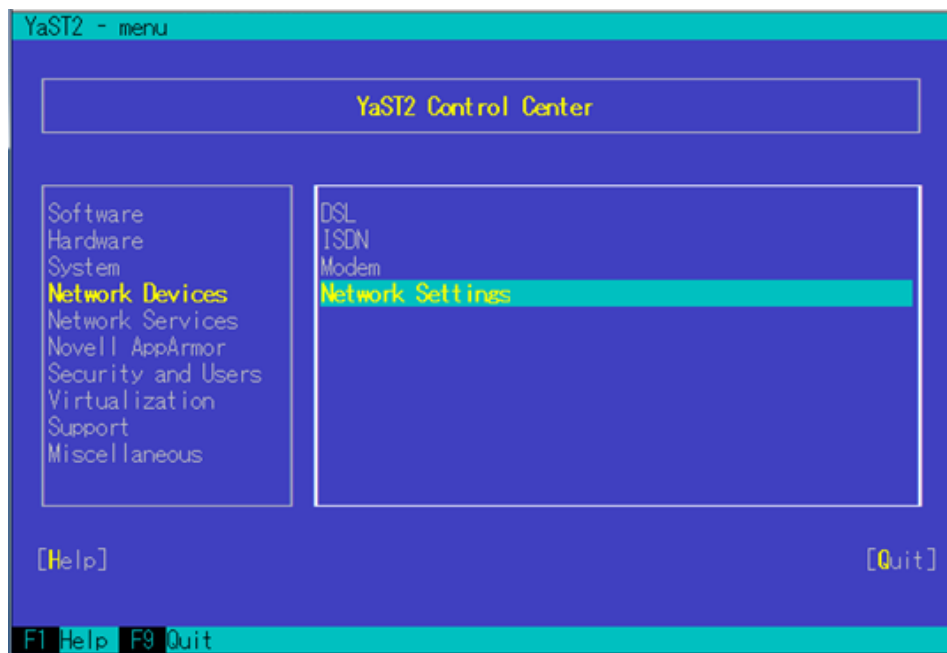 YaST2 - menu
YaST2 Control Center
Software
Hardware
System
Network Devices
Network Services
Novell AppArmor
Security and Users
Virtualization
Support
Miscellaneous
DSL
ISDN
Modem
Network Settings
[Help]
[Quit]
F1 Help F9 Quit